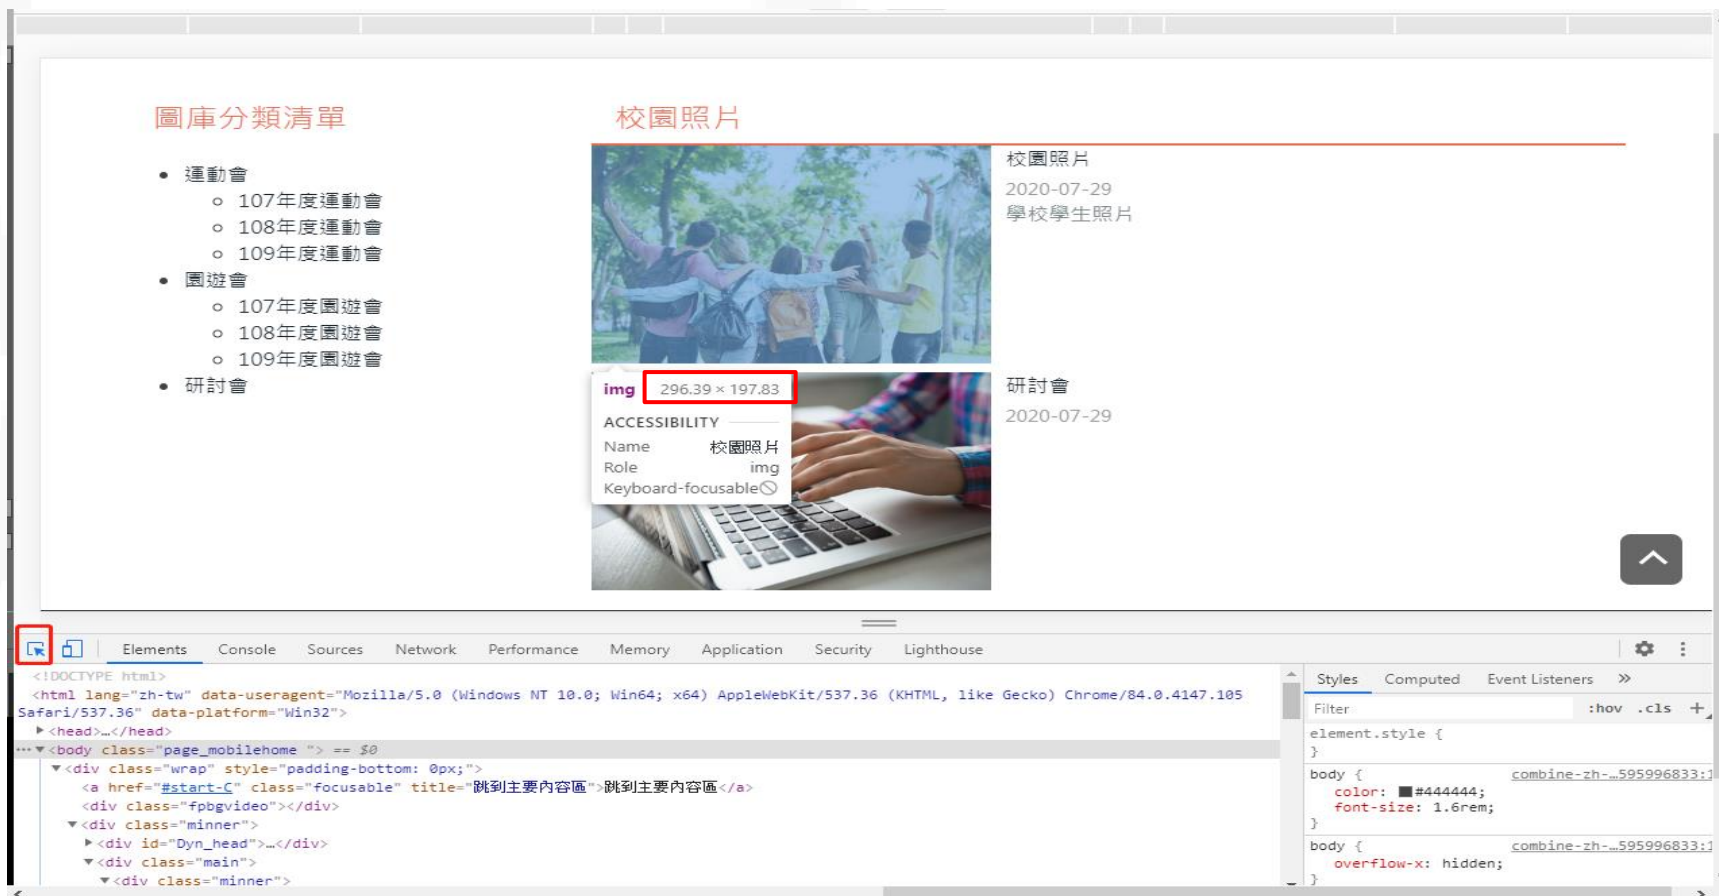 圖庫分類清單
運動會
107年度運動會
108年度運動會
109年度運動會
園遊會
107年度園遊會
108年度園遊會
109年度園遊會
研討會
校園照片
校園照片
2020-07-29
學校學生照片
研討會
2020-07-29
img 296.39 × 197.83
ACCESSIBILITY
Name 校園照片
Role img
Keyboard-focusable
Elements Console Sources Network Performance Memory Application Security Lighthouse
<!DOCTYPE html>
<html lang="zh-tw" data-useragent="Mozilla/5.0 (Windows NT 10.0; Win64; x64) AppleWebKit/537.36 (KHTML, like Gecko) Chrome/84.0.4147.105
Safari/537.36" data-platform="Win32">
<head>…</head>
<body class="page_mobilehome "> == $0
<div class="wrap" style="padding-bottom: 0px;">
<a href="#start-C" class="focusable" title="跳到主要內容區">跳到主要內容區</a>
<div class="fpbgvideo"></div>
<div class="minner">
<div id="Dyn_head">…</div>
<div class="main">
<div class="minner">
Styles Computed Event Listeners »
Filter :hov .cls +
element.style {
}
body { combine-zh-…595996833:1
color: #444444;
font-size: 1.6rem;
}
body { combine-zh-…595996833:1
overflow-x: hidden;
}